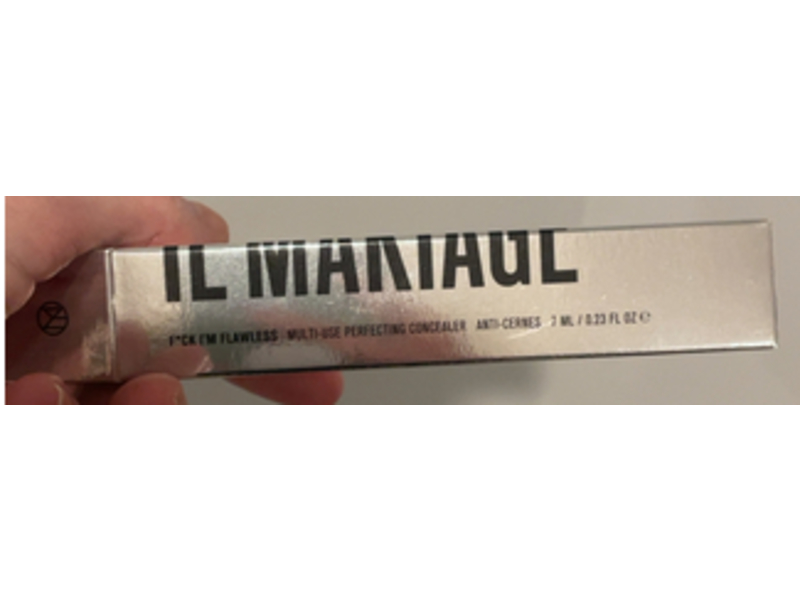 IL MAKIAGE
F*CK I'M FLAWLESS MULTI-USE PERFECTING CONCEALER ANTI-CERNES 7 ML / 0.23 FL OZ ℮